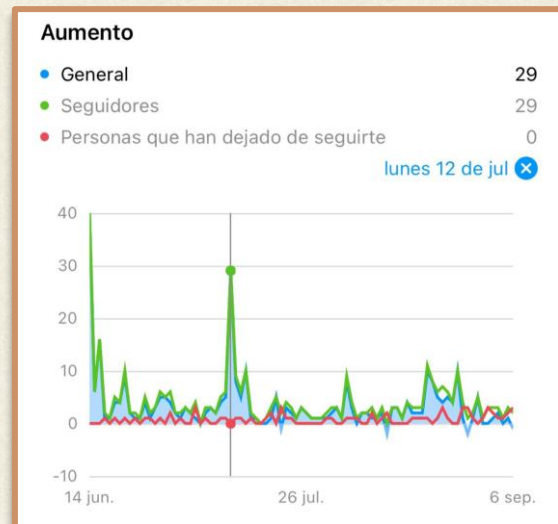 Aumento
General 29
Seguidores 29
Personas que han dejado de seguirte 0
lunes 12 de jul
40
30
20
10
0
-10
14 jun. 26 jul. 6 sep.